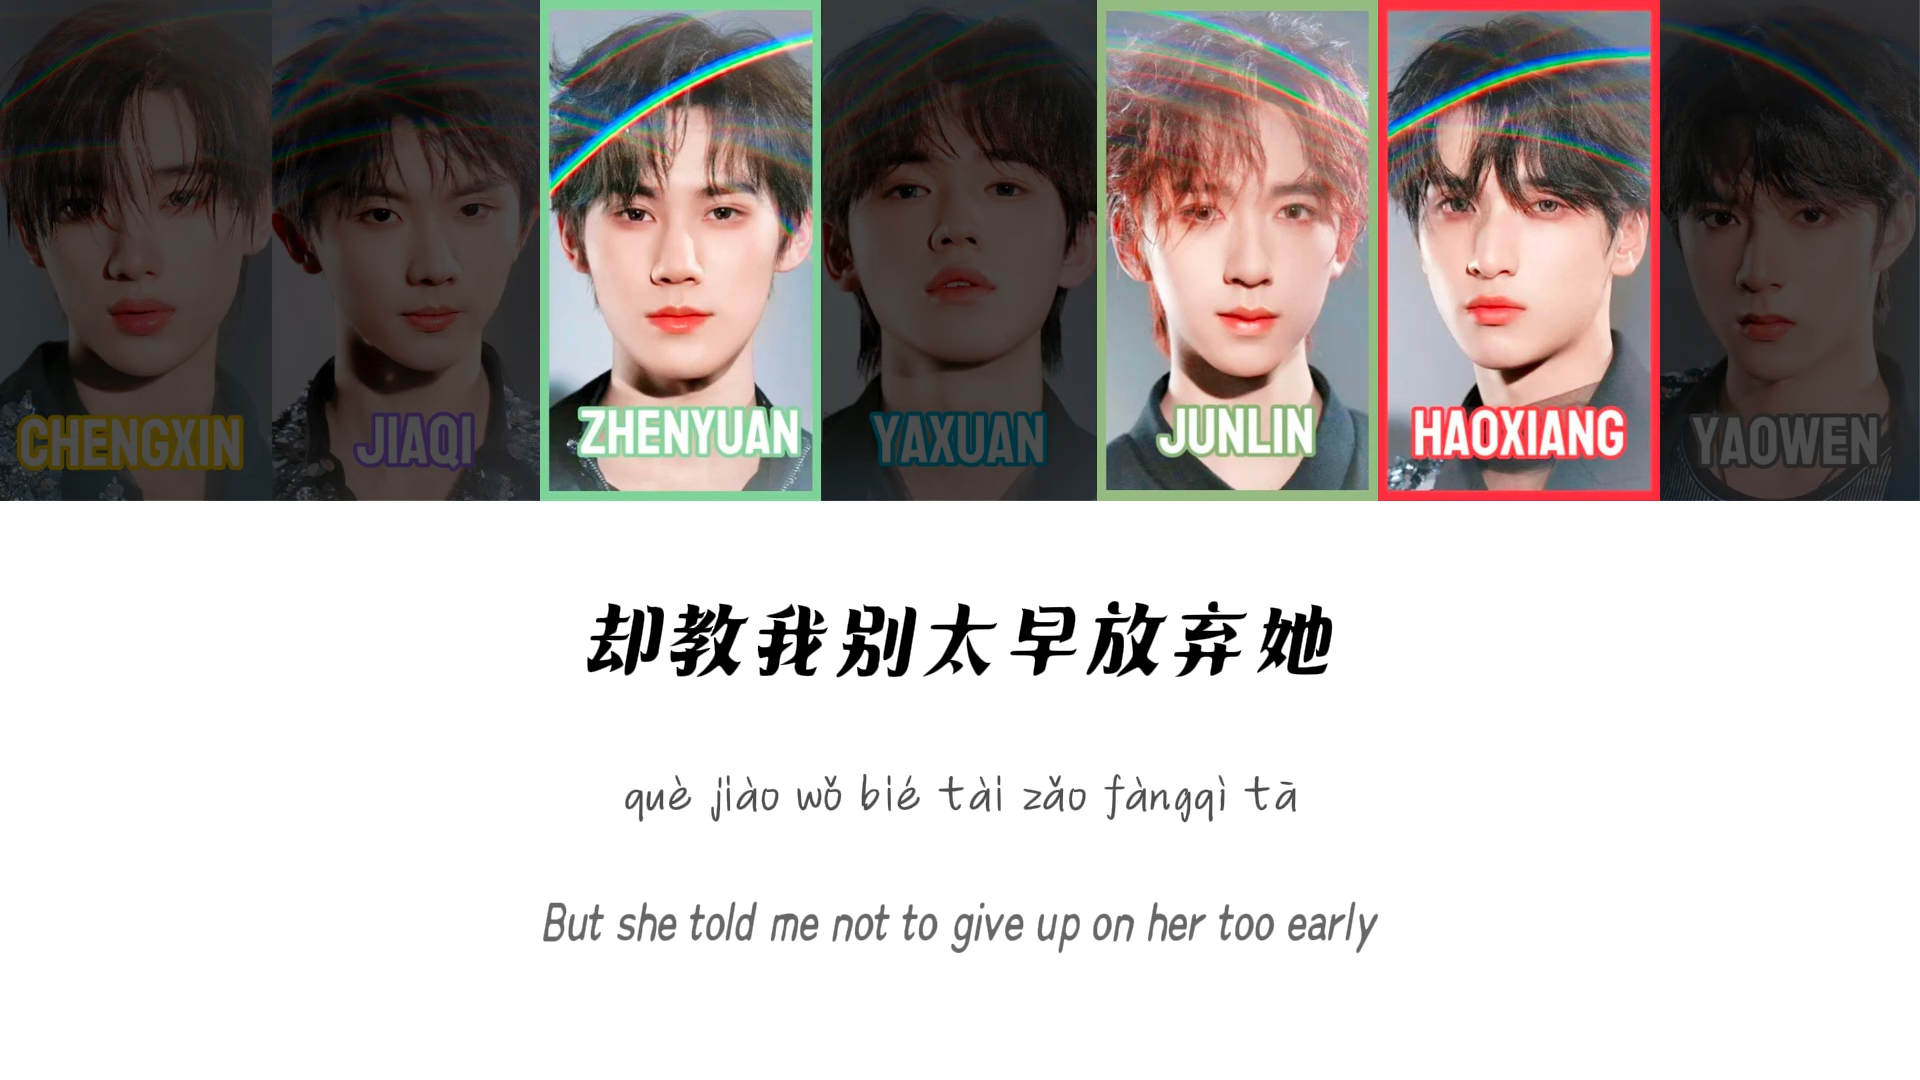 CHENGXIN JIAQI ZHENYUAN YAXUAN JUNLIN HAOXIANG YAOWEN
却教我别太早放弃她
què jiào wǒ bié tài zǎo fàngqì tā
But she told me not to give up on her too early